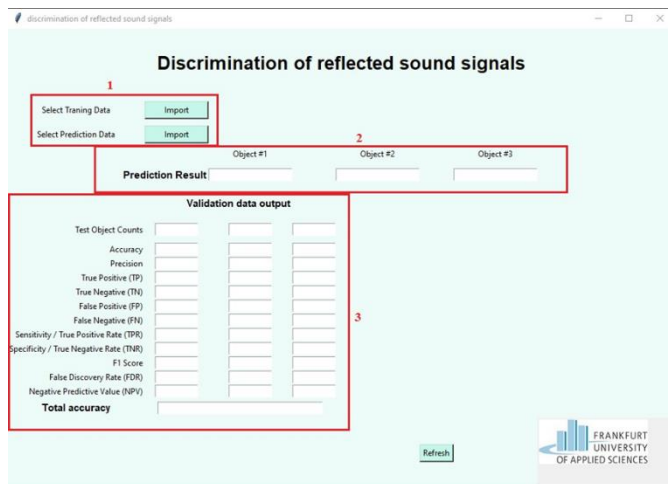 discrimination of reflected sound signals
Discrimination of reflected sound signals
1
Select Traning Data Import
Select Prediction Data Import
2
Object #1 Object #2 Object #3
Prediction Result
Validation data output
Test Object Counts
Accuracy
Precision
True Positive (TP)
True Negative (TN)
False Positive (FP)
False Negative (FN)
3
Sensitivity / True Positive Rate (TPR)
Specificity / True Negative Rate (TNR)
F1 Score
False Discovery Rate (FDR)
Negative Predictive Value (NPV)
Total accuracy
Refresh
FRANKFURT
UNIVERSITY
OF APPLIED SCIENCES